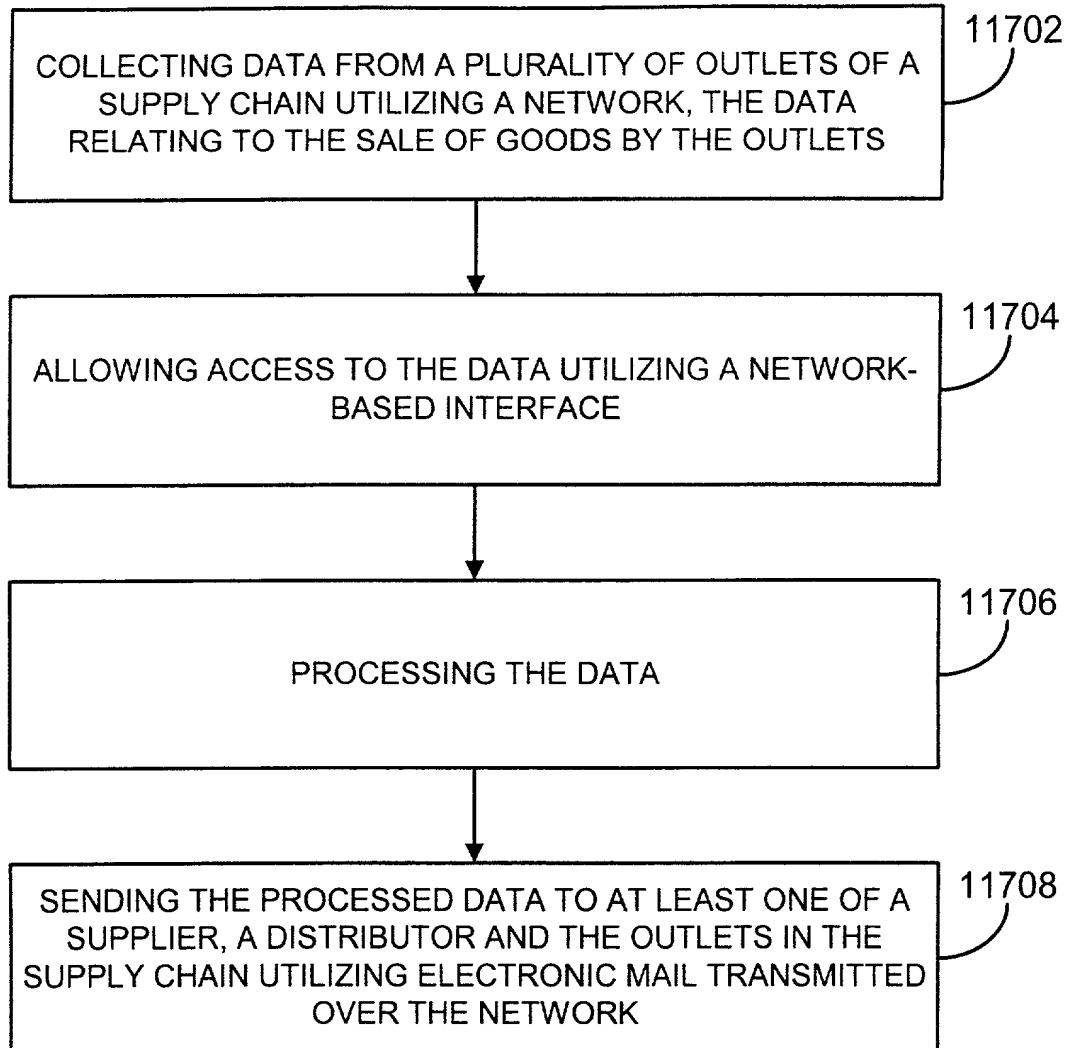 11702
COLLECTING DATA FROM A PLURALITY OF OUTLETS OF A
SUPPLY CHAIN UTILIZING A NETWORK, THE DATA
RELATING TO THE SALE OF GOODS BY THE OUTLETS
11704
ALLOWING ACCESS TO THE DATA UTILIZING A NETWORK-
BASED INTERFACE
11706
PROCESSING THE DATA
11708
SENDING THE PROCESSED DATA TO AT LEAST ONE OF A
SUPPLIER, A DISTRIBUTOR AND THE OUTLETS IN THE
SUPPLY CHAIN UTILIZING ELECTRONIC MAIL TRANSMITTED
OVER THE NETWORK